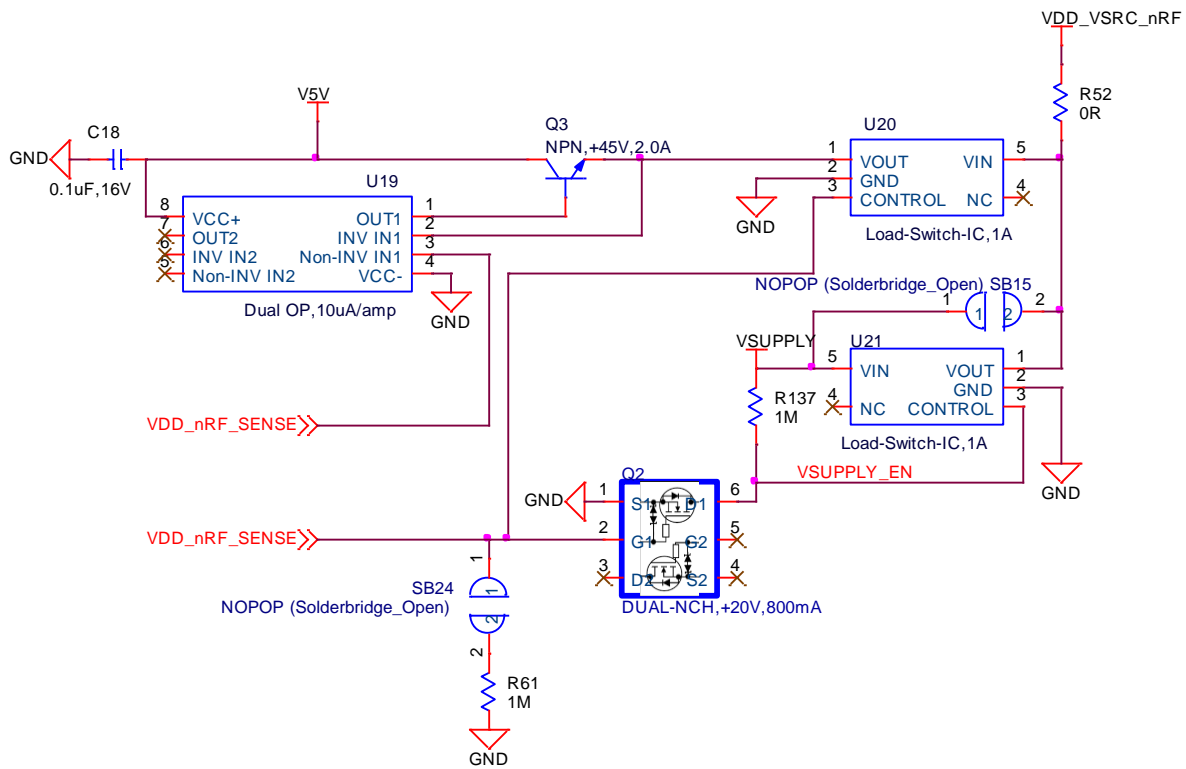 VDD_VSRC_nRF
R52
0R
V5V
C18
GND
0.1uF,16V
Q3
NPN,+45V,2.0A
U20
1 VOUT VIN 5
2 GND
3 CONTROL NC 4
GND
Load-Switch-IC,1A
U19
8 VCC+ OUT1 1
7 OUT2 INV IN1 2
6 INV IN2 Non-INV IN1 3
5 Non-INV IN2 VCC- 4
Dual OP,10uA/amp
GND
NOPOP (Solderbridge_Open) SB15
1 1 2 2
VSUPPLY
U21
5 VIN VOUT 1
GND 2
4 NC CONTROL 3
Load-Switch-IC,1A
R137
1M
VDD_nRF_SENSE
VSUPPLY_EN
GND
Q2
GND
1 S1 D1 6
2 G1 G2 5
3 D2 S2 4
DUAL-NCH,+20V,800mA
VDD_nRF_SENSE
1
1
SB24
NOPOP (Solderbridge_Open)
2
2
R61
1M
GND